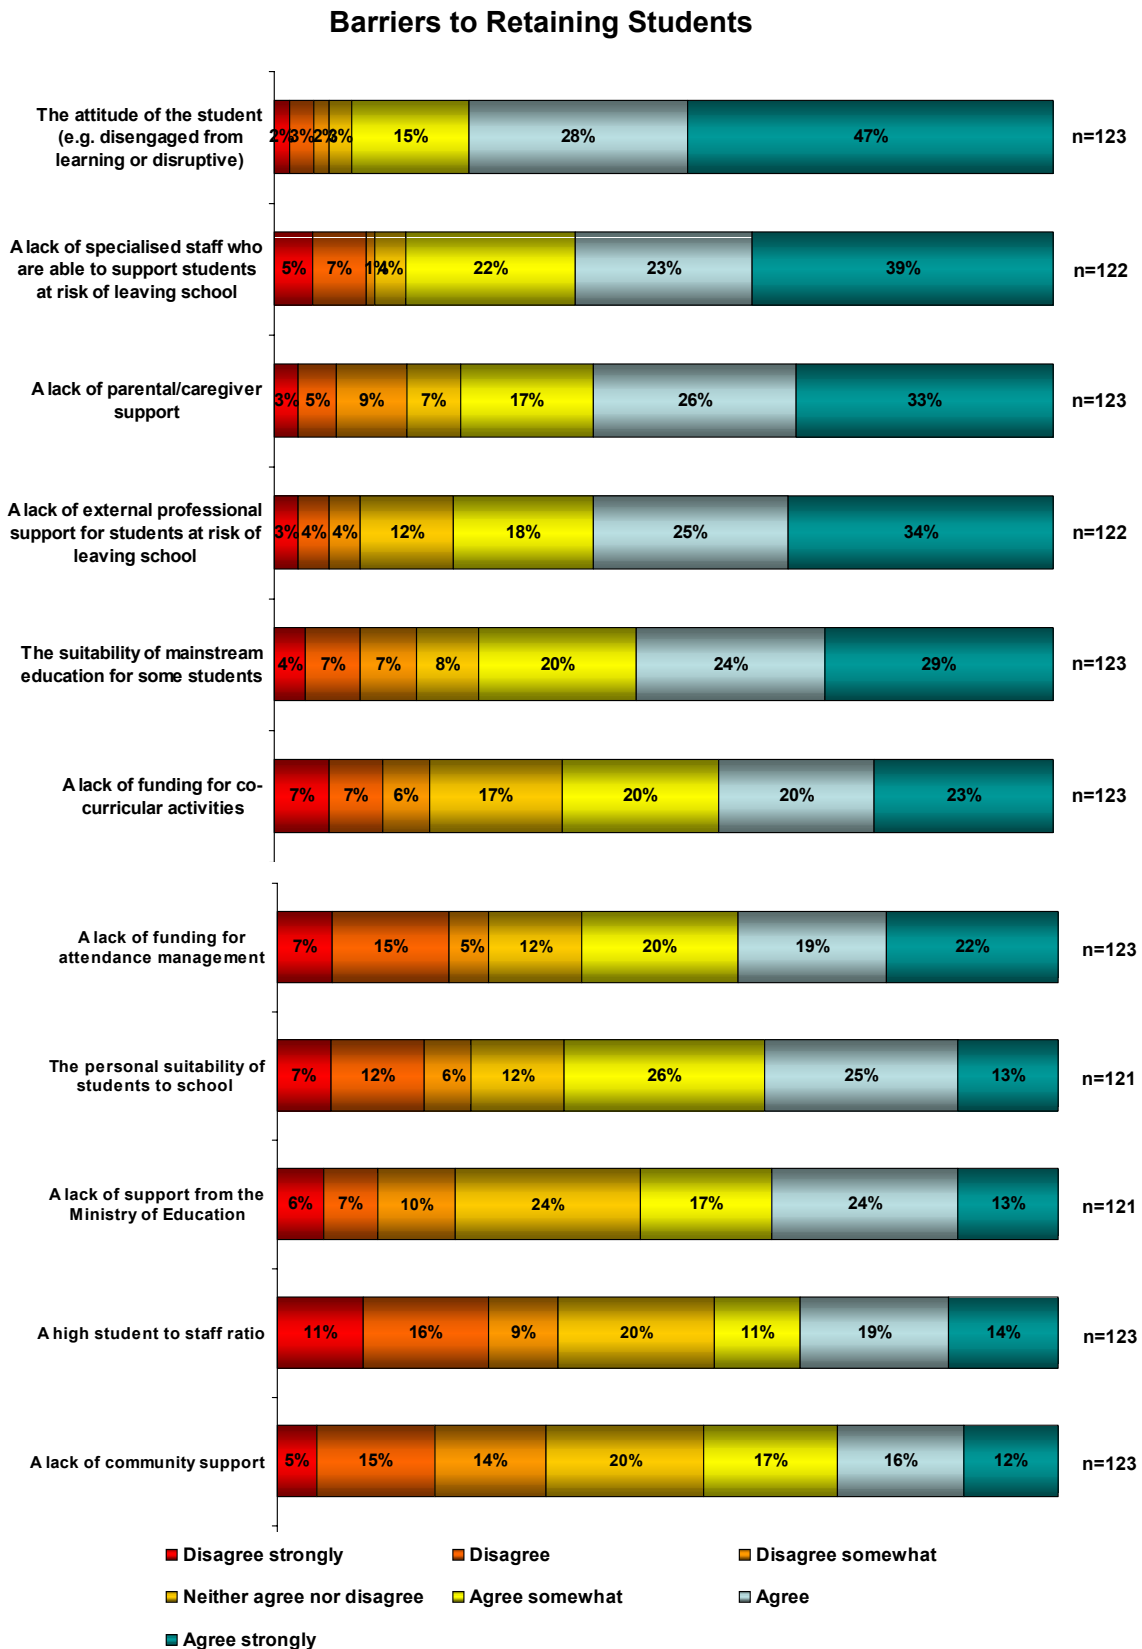 Barriers to Retaining Students
The attitude of the student
(e.g. disengaged from
learning or disruptive)
2% 3% 2% 3% 15% 28% 47% n=123
A lack of specialised staff who
are able to support students
at risk of leaving school
5% 7% 1% 4% 22% 23% 39% n=122
A lack of parental/caregiver
support
3% 5% 9% 7% 17% 26% 33% n=123
A lack of external professional
support for students at risk of
leaving school
3% 4% 4% 12% 18% 25% 34% n=122
The suitability of mainstream
education for some students
4% 7% 7% 8% 20% 24% 29% n=123
A lack of funding for co-
curricular activities
7% 7% 6% 17% 20% 20% 23% n=123
A lack of funding for
attendance management
7% 15% 5% 12% 20% 19% 22% n=123
The personal suitability of
students to school
7% 12% 6% 12% 26% 25% 13% n=121
A lack of support from the
Ministry of Education
6% 7% 10% 24% 17% 24% 13% n=121
A high student to staff ratio
11% 16% 9% 20% 11% 19% 14% n=123
A lack of community support
5% 15% 14% 20% 17% 16% 12% n=123
Disagree strongly Disagree Disagree somewhat
Neither agree nor disagree Agree somewhat Agree
Agree strongly